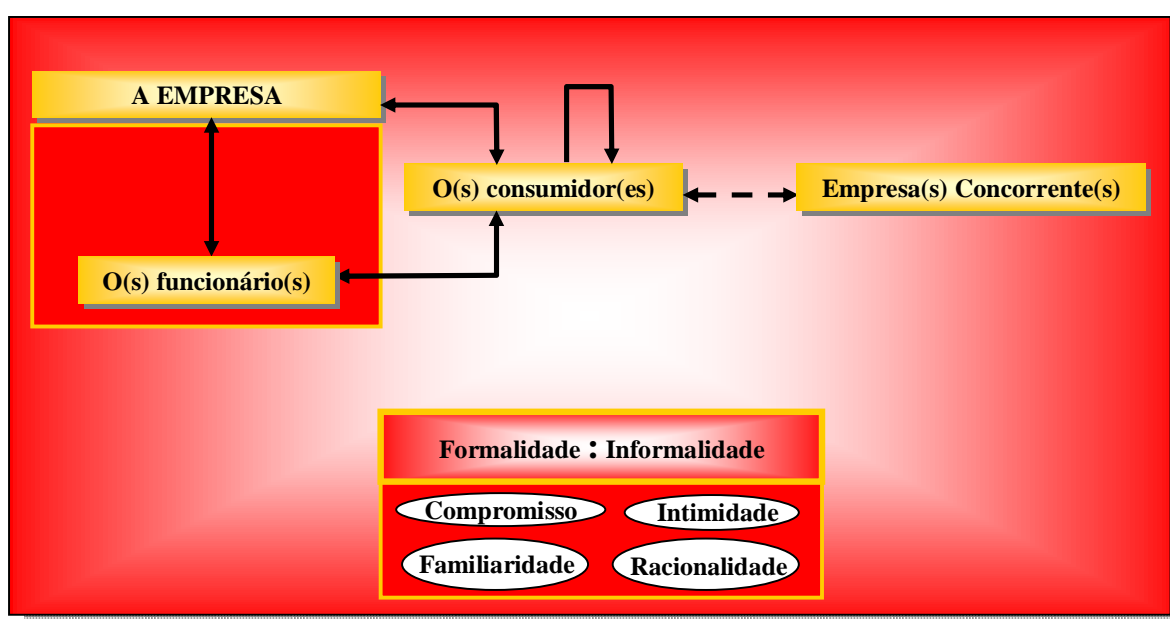 A EMPRESA
O(s) consumidor(es)
Empresa(s) Concorrente(s)
O(s) funcionário(s)
Formalidade : Informalidade
Compromisso
Intimidade
Familiaridade
Racionalidade